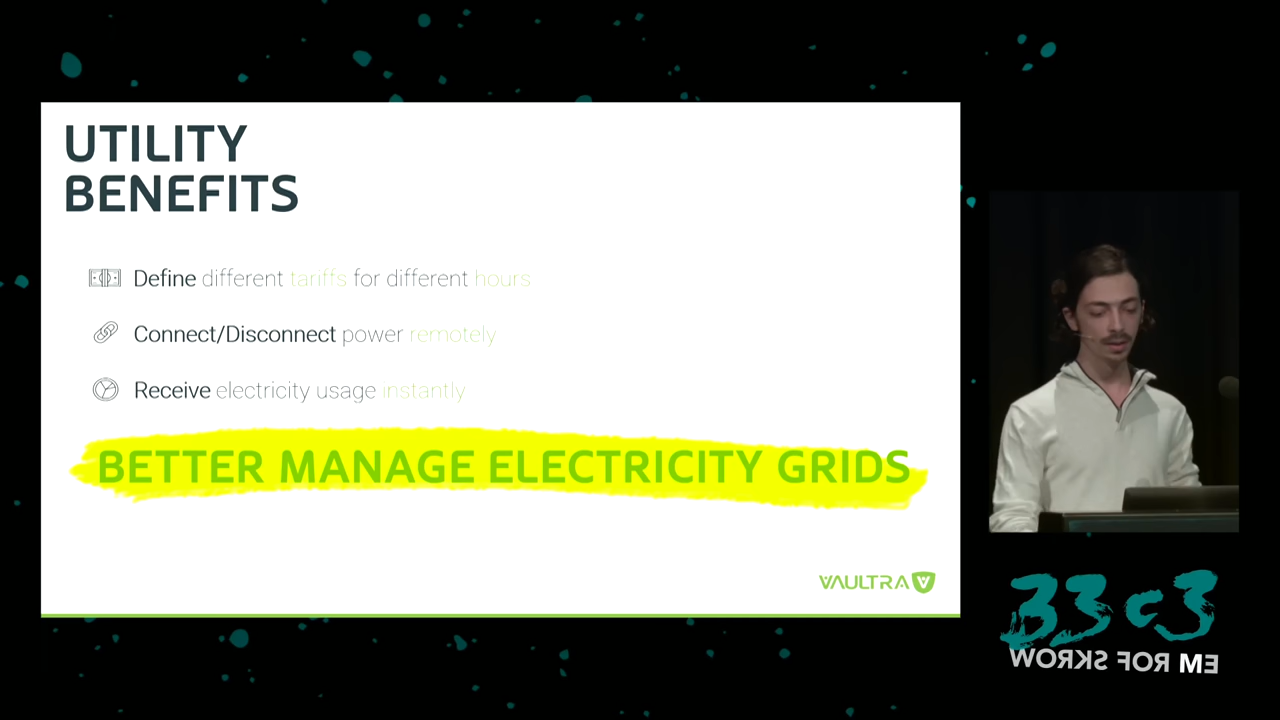 UTILITY
BENEFITS
Define different tariffs for different hours
Connect/Disconnect power remotely
Receive electricity usage instantly
BETTER MANAGE ELECTRICITY GRIDS
VAULTRA
33c3
WORKS FOR ME